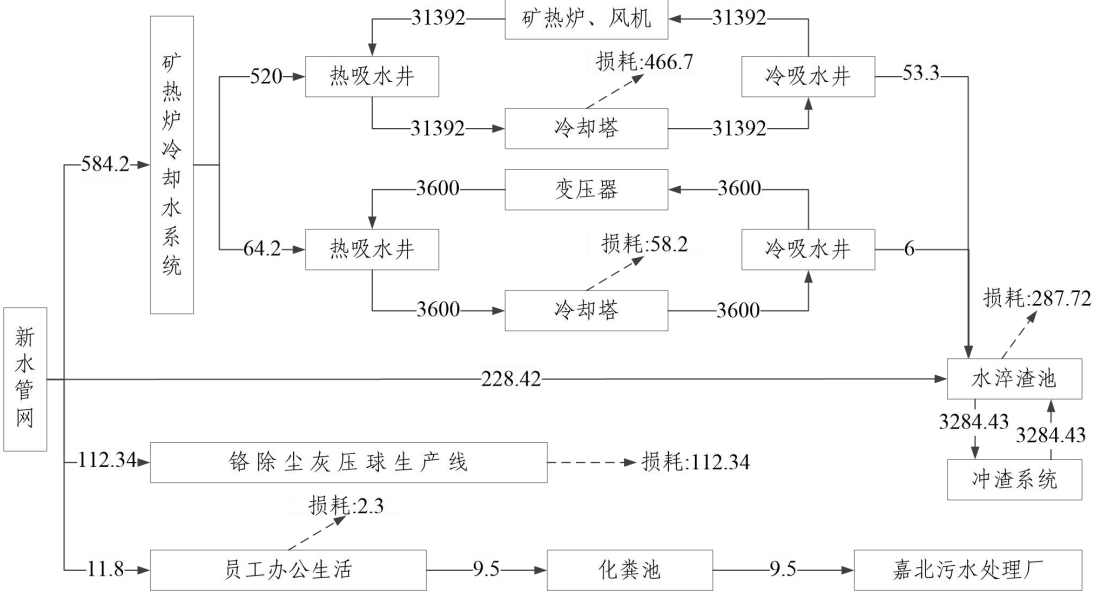 31392
矿热炉、风机
31392
矿热炉冷却水系统
520
热吸水井
损耗:466.7
冷吸水井
53.3
31392
冷却塔
31392
584.2
3600
变压器
3600
64.2
热吸水井
损耗:58.2
冷吸水井
6
3600
冷却塔
3600
损耗:287.72
新水管网
228.42
水淬渣池
3284.43
3284.43
112.34
铬除尘灰压球生产线
损耗:112.34
冲渣系统
损耗:2.3
11.8
员工办公生活
9.5
化粪池
9.5
嘉北污水处理厂